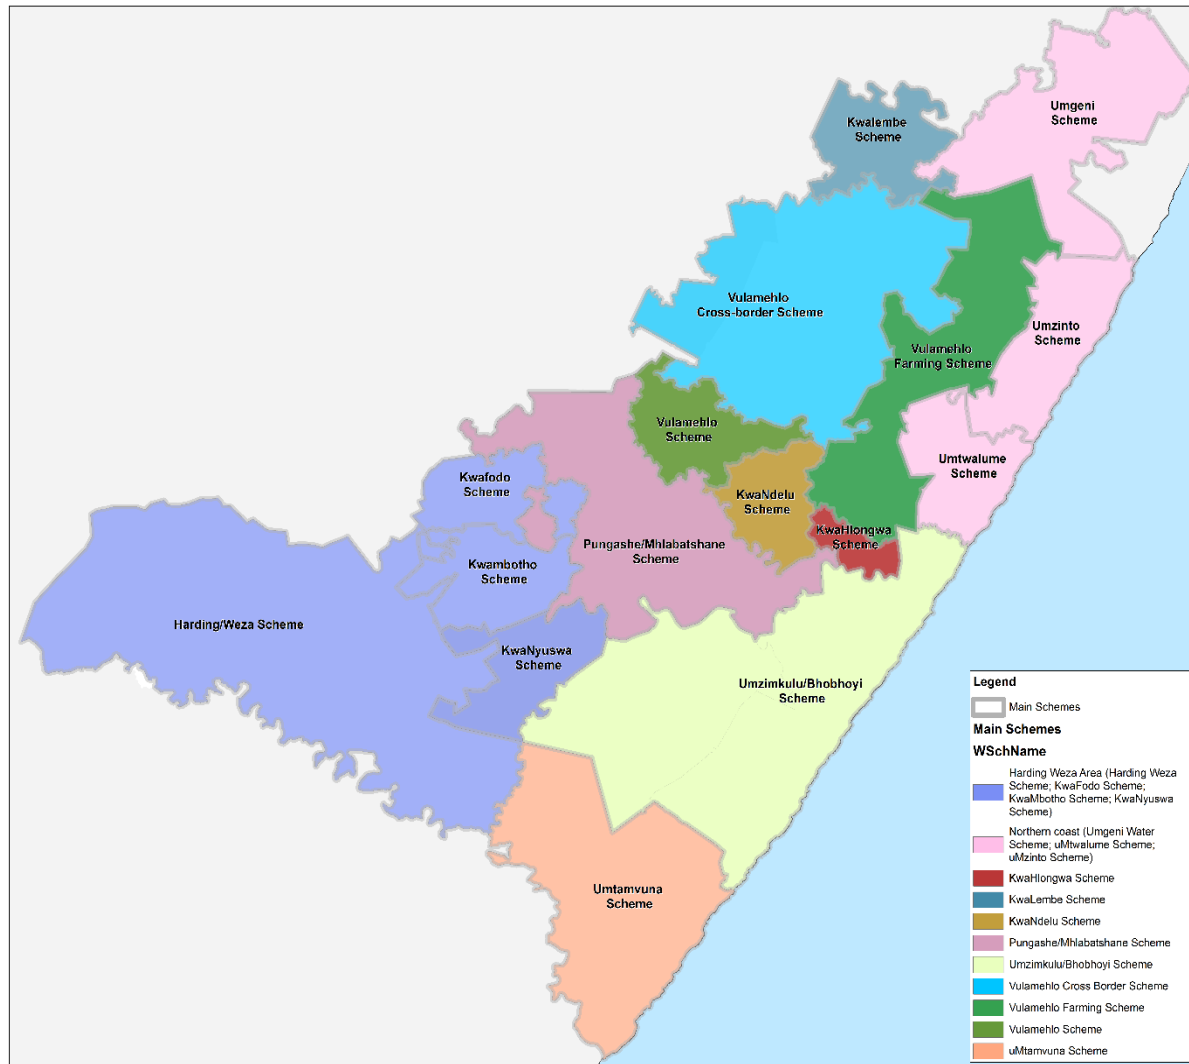 Umgeni
Scheme
Kwalembe
Scheme
Vulamehlo
Cross-border Scheme
Umzinto
Scheme
Vulamehlo
Farming Scheme
Vulamehlo
Scheme
Umtwalume
Scheme
Kwafodo
Scheme
KwaNdelu
Scheme
KwaHlongwa
Scheme
Pungashe/Mhlabatshane
Scheme
Kwambotho
Scheme
Harding/Weza Scheme
KwaNyuswa
Scheme
Umzimkulu/Bhobhoyi
Scheme
Umtamvuna
Scheme
Legend
Main Schemes
Main Schemes
WSchName
Harding Weza Area (Harding Weza
Scheme; KwaFodo Scheme;
KwaMbotho Scheme; KwaNyuswa
Scheme)
Northern coast (Umgeni Water
Scheme; uMtwalume Scheme;
uMzinto Scheme)
KwaHlongwa Scheme
KwaLembe Scheme
KwaNdelu Scheme
Pungashe/Mhlabatshane Scheme
Umzimkulu/Bhobhoyi Scheme
Vulamehlo Cross Border Scheme
Vulamehlo Farming Scheme
Vulamehlo Scheme
uMtamvuna Scheme